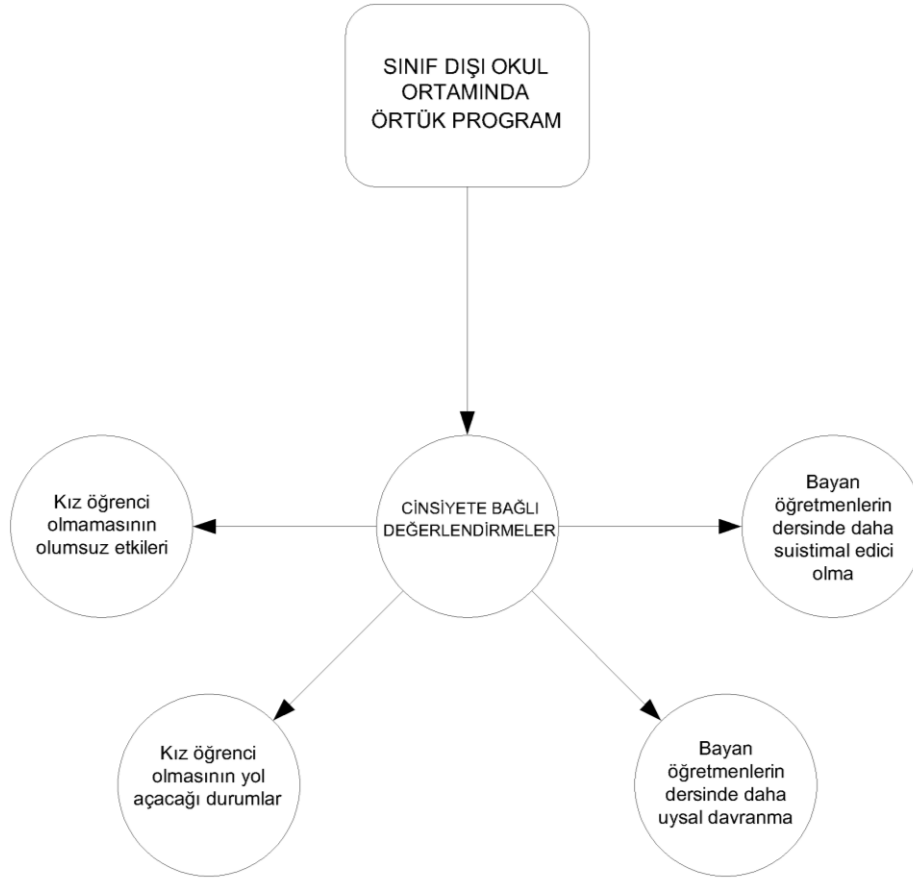 SINIF DIŞI OKUL
ORTAMINDA
ÖRTÜK PROGRAM
Kız öğrenci
olmamasının
olumsuz etkileri
CİNSİYETE BAĞLI
DEĞERLENDİRMELER
Bayan
öğretmenlerin
dersinde daha
suistimal edici
olma
Kız öğrenci
olmasının yol
açacağı durumlar
Bayan
öğretmenlerin
dersinde daha
uysal davranma